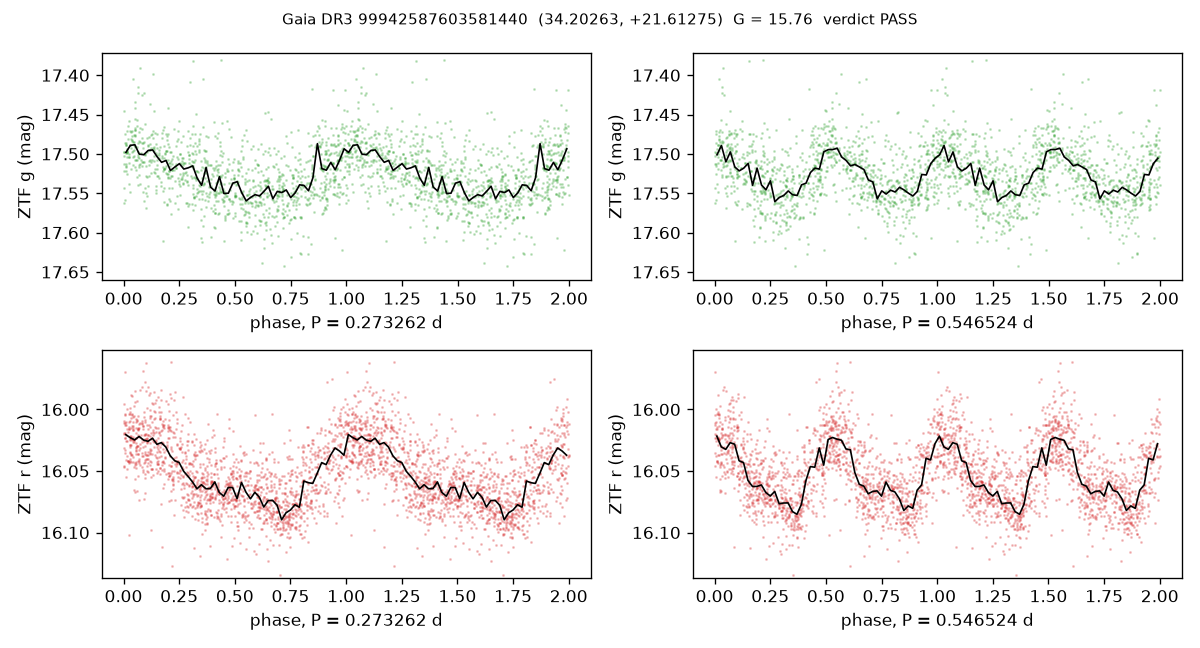 Gaia DR3 99942587603581440  (34.20263, +21.61275)  G = 15.76  verdict PASS
ZTF g (mag)
17.40
17.45
17.50
17.55
17.60
17.65
0.00 0.25 0.50 0.75 1.00 1.25 1.50 1.75 2.00
phase, P = 0.273262 d
ZTF g (mag)
17.40
17.45
17.50
17.55
17.60
17.65
0.00 0.25 0.50 0.75 1.00 1.25 1.50 1.75 2.00
phase, P = 0.546524 d
ZTF r (mag)
16.00
16.05
16.10
0.00 0.25 0.50 0.75 1.00 1.25 1.50 1.75 2.00
phase, P = 0.273262 d
ZTF r (mag)
16.00
16.05
16.10
0.00 0.25 0.50 0.75 1.00 1.25 1.50 1.75 2.00
phase, P = 0.546524 d